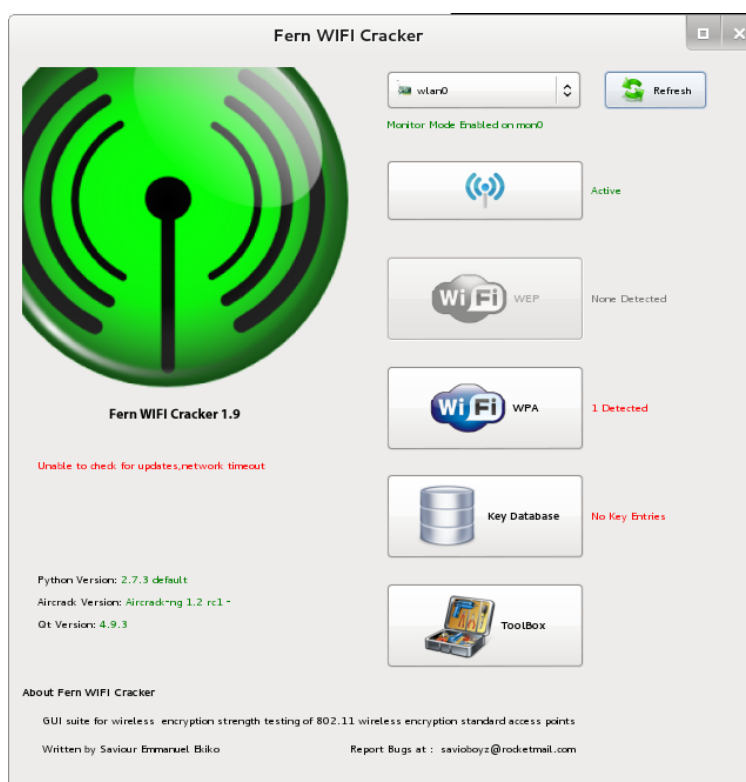 Fern WIFI Cracker
wlan0
Refresh
Monitor Mode Enabled on mon0
Active
WiFi WEP
None Detected
WiFi WPA
1 Detected
Fern WIFI Cracker 1.9
Unable to check for updates,network timeout
Key Database
No Key Entries
Python Version: 2.7.3 default
Aircrack Version: Aircrack-ng 1.2 rc1 -
Qt Version: 4.9.3
ToolBox
About Fern WIFI Cracker
GUI suite for wireless encryption strength testing of 802.11 wireless encryption standard access points
Written by Saviour Emmanuel Ekiko
Report Bugs at : savioboyz@rocketmail.com